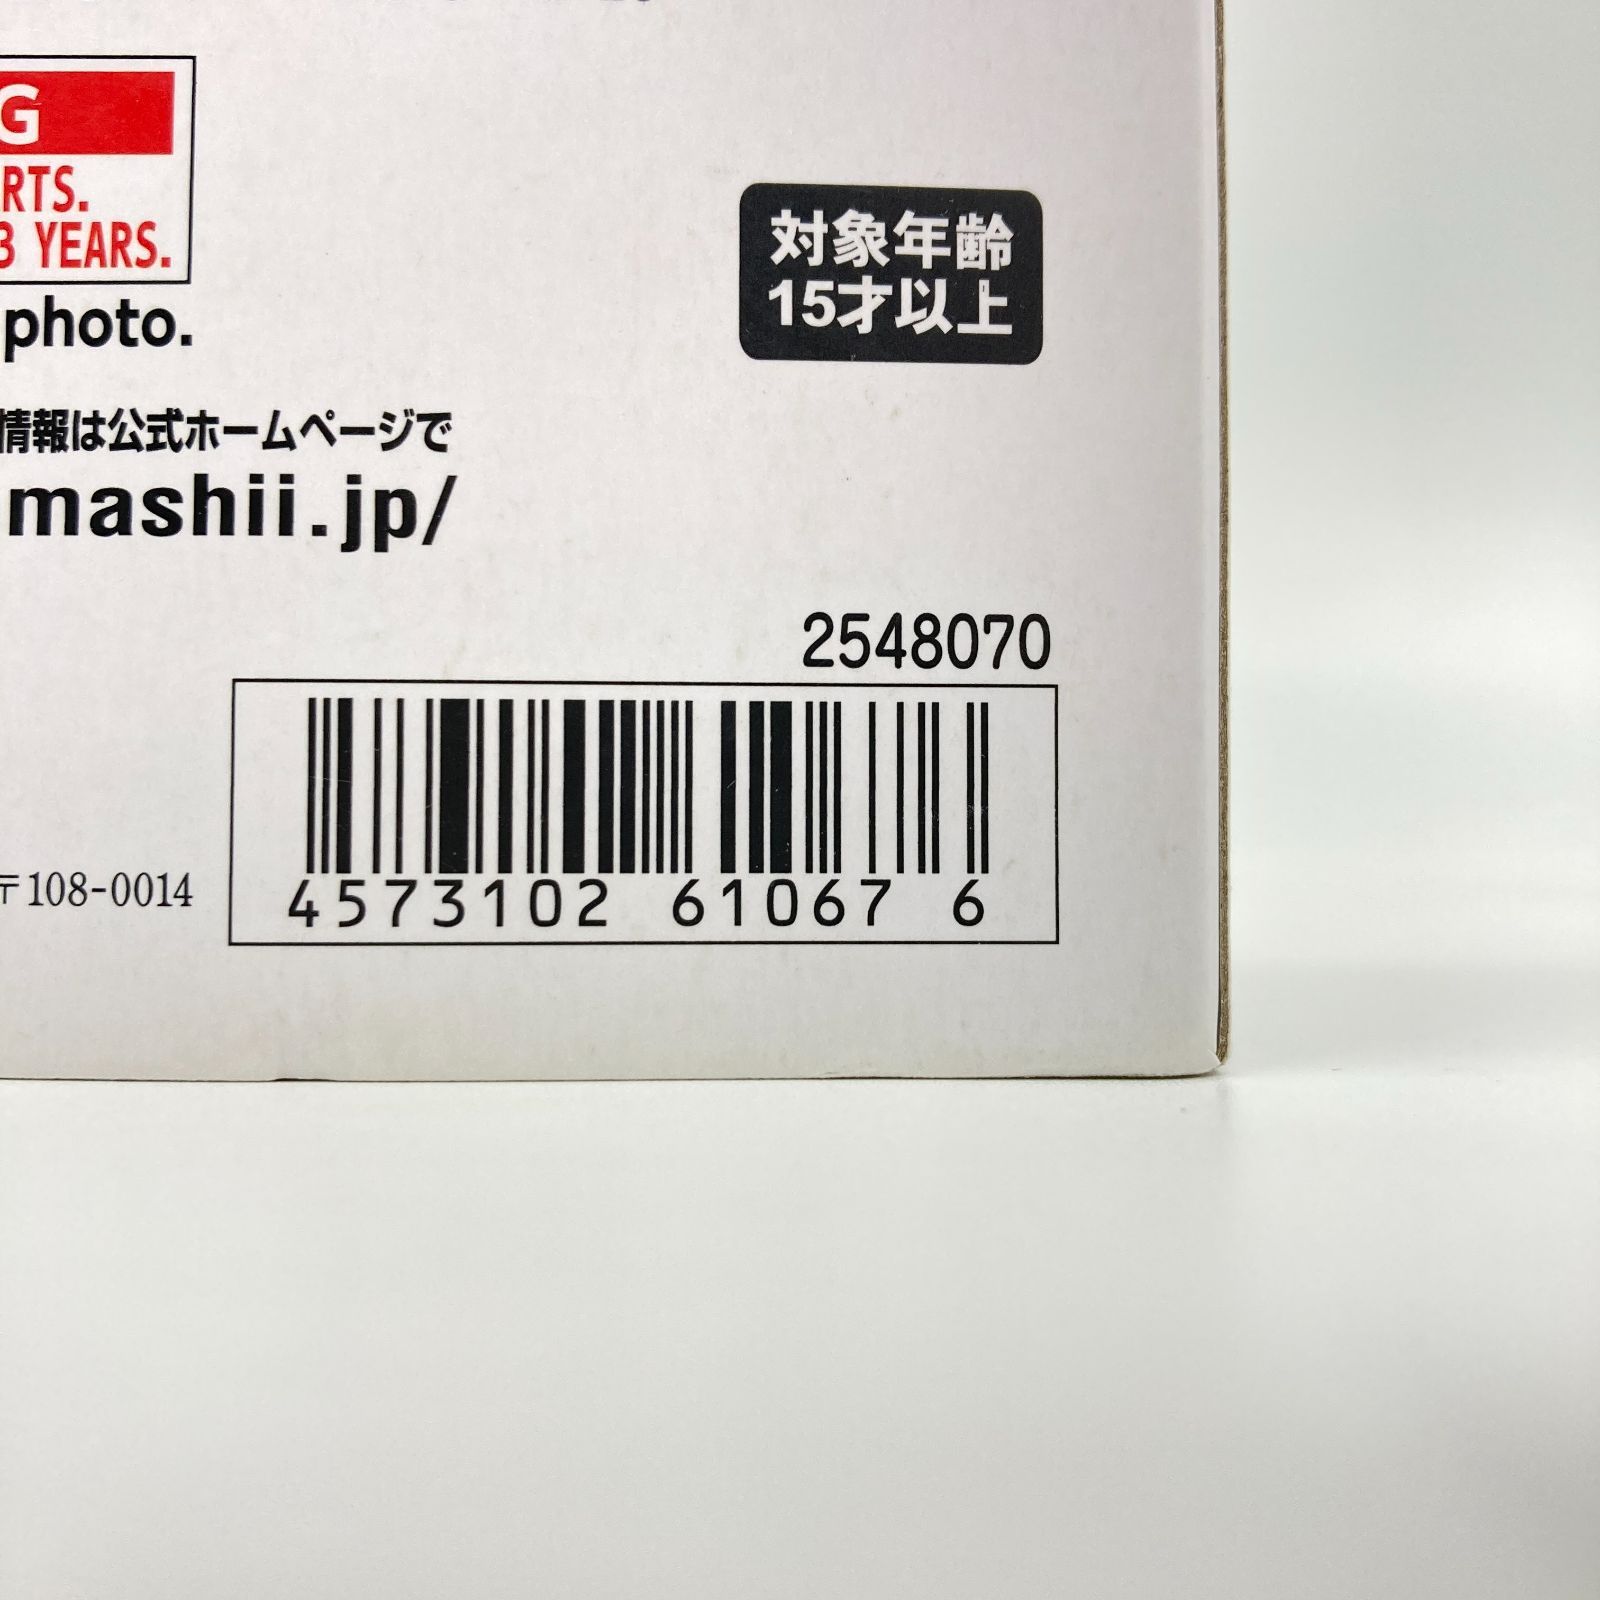 G
RTS.
3 YEARS.
photo.
対象年齢
15才以上
情報は公式ホームページで
mashii.jp/
2548070
4573102 61067 6
〒108-0014